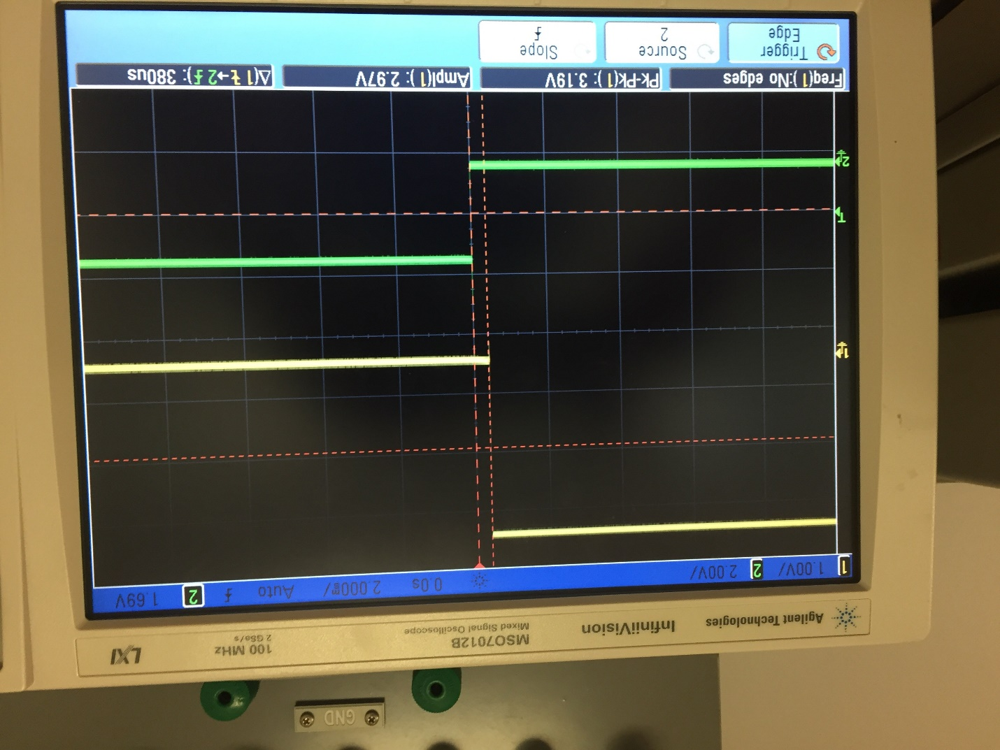 LXI
100 MHz
2 GSa/s
MSO7012B
Mixed Signal Oscilloscope
InfiniiVision
Agilent Technologies
1 1.00V/ 2 2.00V/ 0.0s 2.000ms/ Auto 2 1.69V
1
T
2
Freq(1):No edges
Pk-Pk(1): 3.19V
Ampl(1): 2.97V
Δ(1→2): 380us
Trigger
Edge
Source
2
Slope
GND